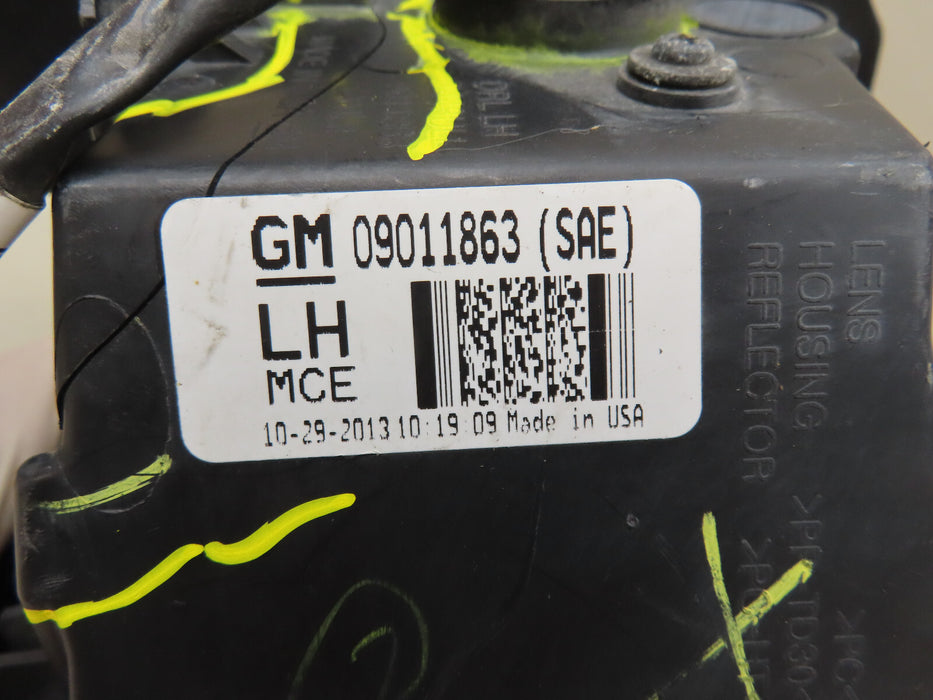 GM 09011863 (SAE)
LH
MCE
10-29-2013 10:19:09 Made in USA
LENS
HOUSING
REFLECTOR